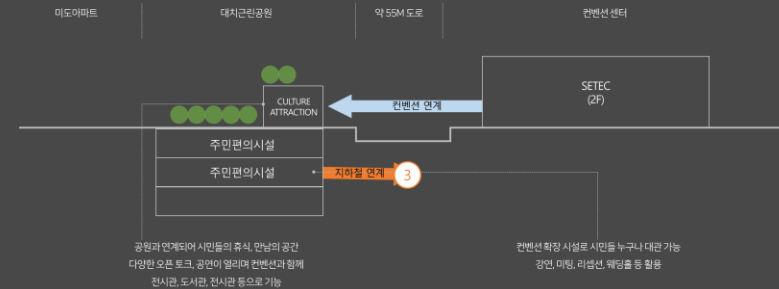 미도아파트
대치근린공원
약 55M 도로
컨벤션 센터
CULTURE
ATTRACTION
컨벤션 연계
SETEC
(2F)
주민편의시설
주민편의시설
지하철 연계
3
공원과 연계되어 시민들의 휴식, 만남의 공간
다양한 오픈 토크, 공연이 열리며 컨벤션과 함께
전시관, 도서관, 전시관 등으로 기능
컨벤션 확장 시설로 시민들 누구나 대관 가능
강연, 미팅, 리셉션, 웨딩홀 등 활용